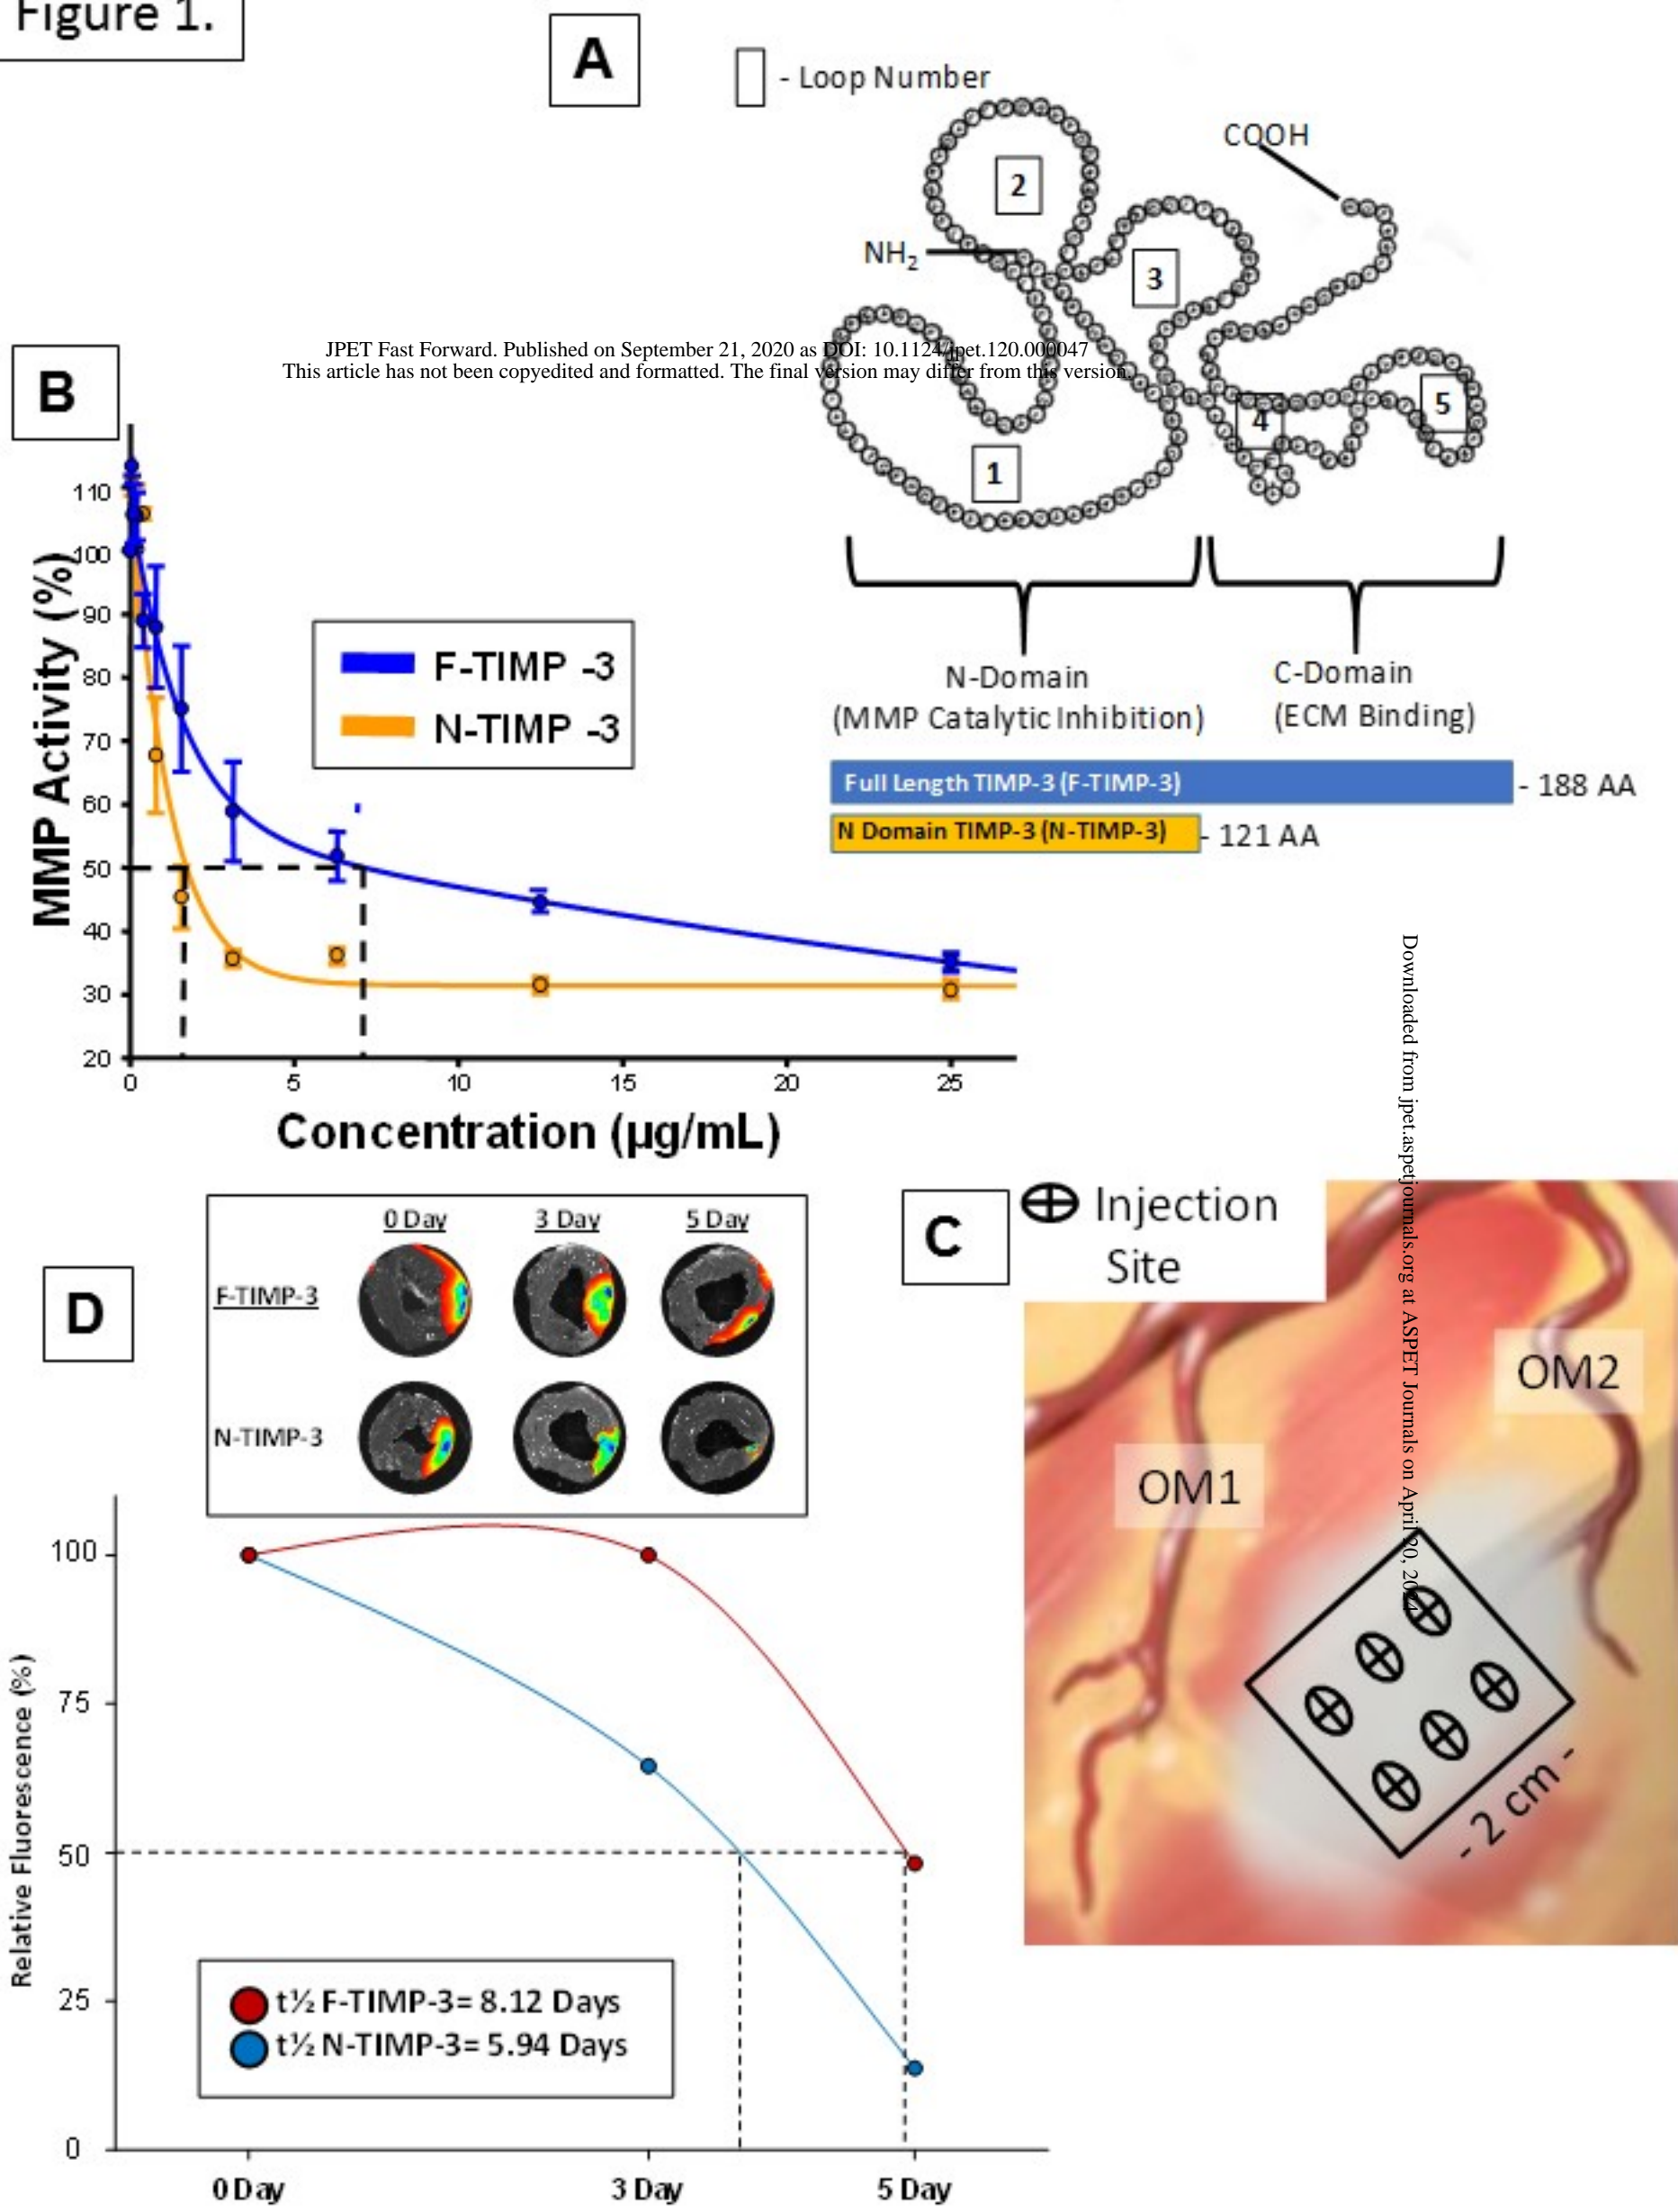 Figure 1.
A
- Loop Number
COOH
2
NH2
3
JPET Fast Forward. Published on September 21, 2020 as DOI: 10.1124/jpet.120.000047
This article has not been copyedited and formatted. The final version may differ from this version.
5
4
1
N-Domain
(MMP Catalytic Inhibition)
C-Domain
(ECM Binding)
Full Length TIMP-3 (F-TIMP-3)
- 188 AA
N Domain TIMP-3 (N-TIMP-3)
- 121 AA
B
MMP Activity (%)
110
100
90
80
70
60
50
40
30
20
0 5 10 15 20 25
Concentration (µg/mL)
F-TIMP -3
N-TIMP -3
Downloaded from jpet.aspetjournals.org at ASPET Journals on April 20, 2024
C
Injection
Site
OM1
OM2
- 2 cm -
D
0 Day 3 Day 5 Day
F-TIMP-3
N-TIMP-3
Relative Fluorescence (%)
100
75
50
25
0
t½ F-TIMP-3= 8.12 Days
t½ N-TIMP-3= 5.94 Days
0 Day 3 Day 5 Day